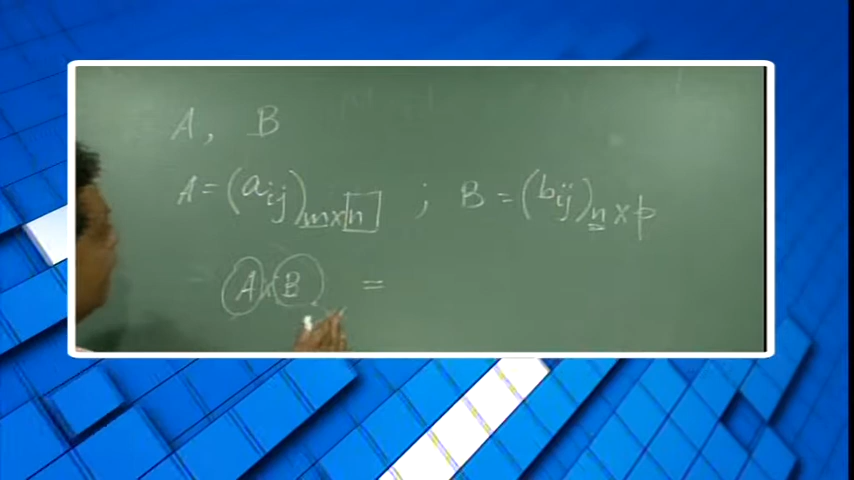 A, B
A = (aij)m×n ; B = (bij)n×p
A×B =